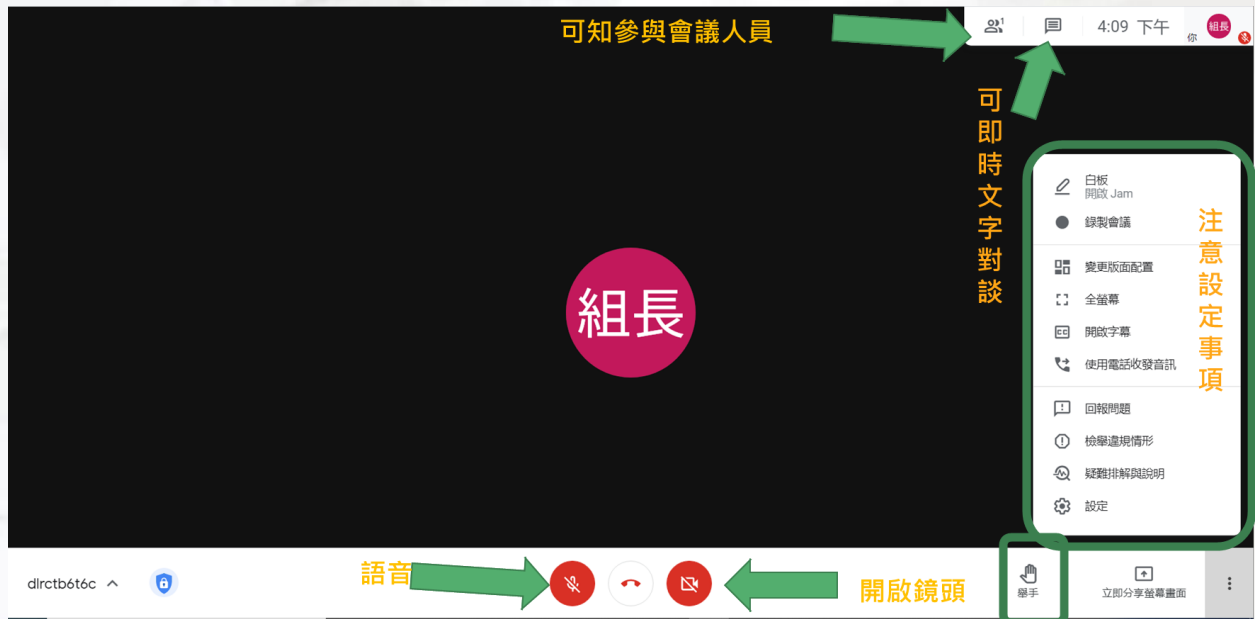 可知參與會議人員
1
4:09 下午
你
組長
可即時文字對談
白板
開啟 Jam
錄製會議
變更版面配置
全螢幕
CC
開啟字幕
使用電話收發音訊
回報問題
檢舉違規情形
疑難排解與說明
設定
注意設定事項
組長
dlrctb6t6c
語音
開啟鏡頭
舉手
立即分享螢幕畫面